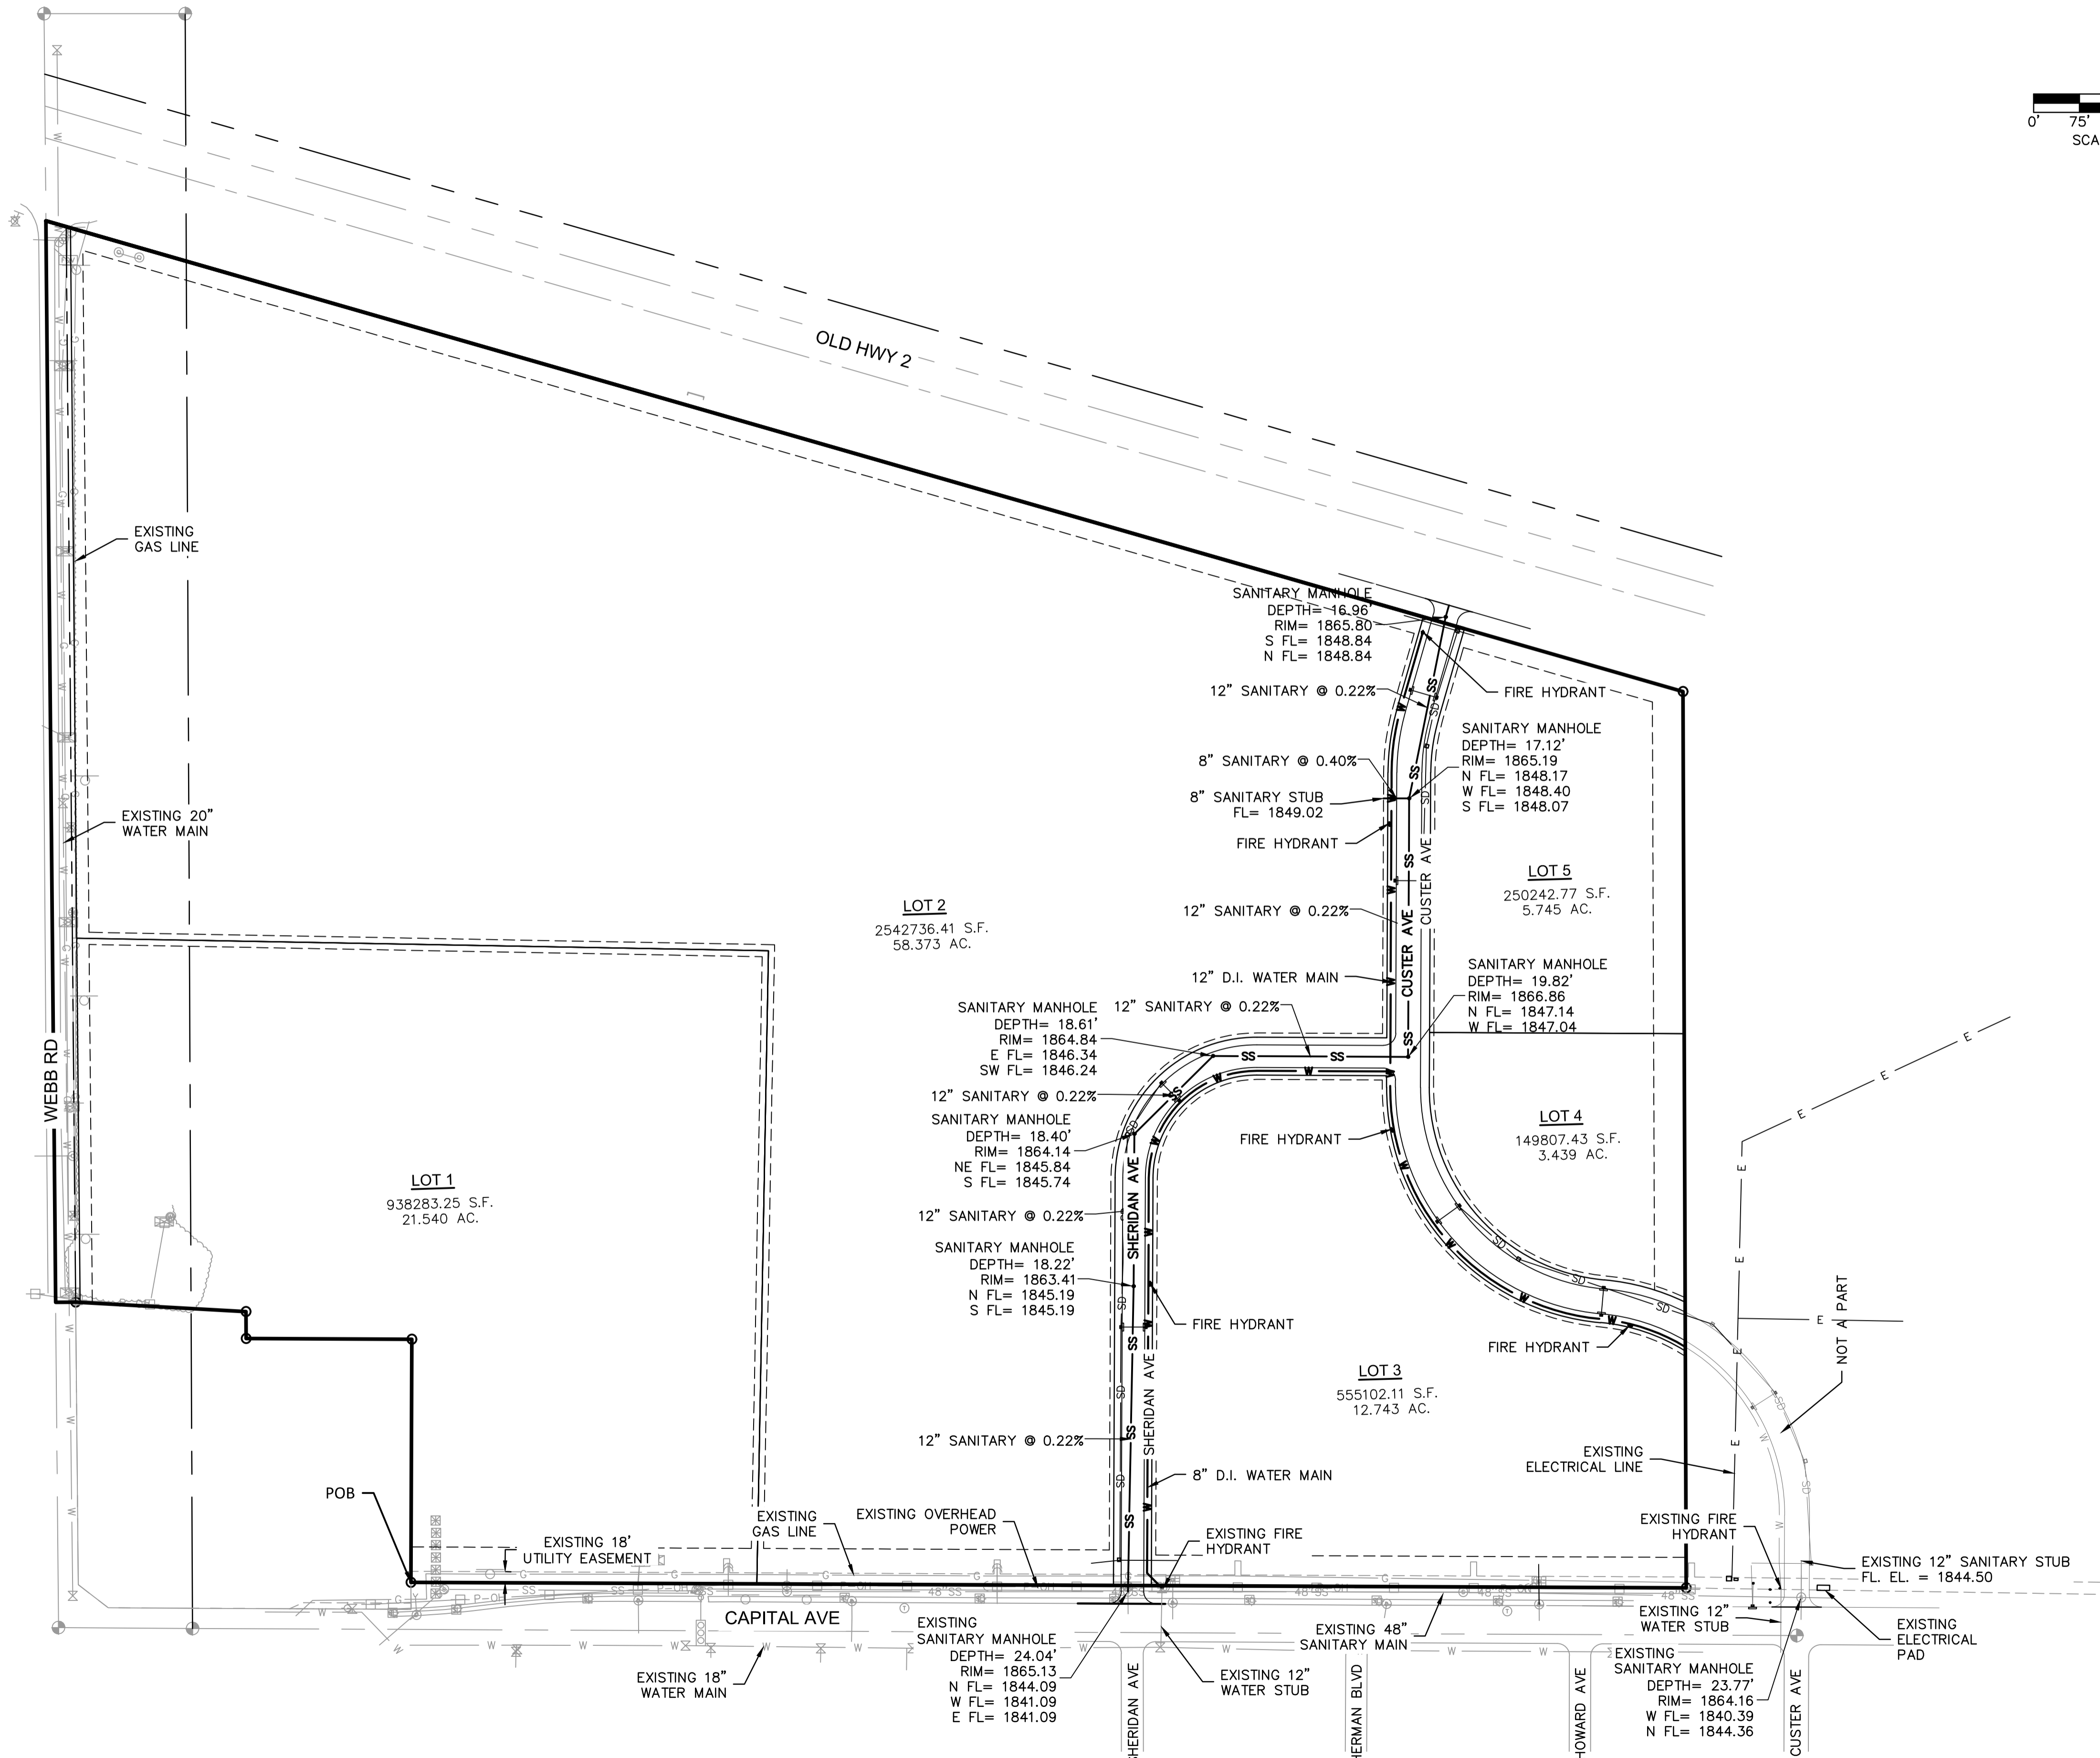 0' 75'
SCA
OLD HWY 2
EXISTING
GAS LINE
EXISTING 20"
WATER MAIN
WEBB RD
SANITARY MANHOLE
DEPTH= 16.96'
RIM= 1865.80
S FL= 1848.84
N FL= 1848.84
12" SANITARY @ 0.22%
FIRE HYDRANT
SANITARY MANHOLE
DEPTH= 17.12'
RIM= 1865.19
N FL= 1848.17
W FL= 1848.40
S FL= 1848.07
8" SANITARY @ 0.40%
8" SANITARY STUB
FL= 1849.02
FIRE HYDRANT
LOT 5
250242.77 S.F.
5.745 AC.
LOT 2
2542736.41 S.F.
58.373 AC.
12" SANITARY @ 0.22%
CUSTER AVE
CUSTER AVE
12" D.I. WATER MAIN
SANITARY MANHOLE
DEPTH= 19.82'
RIM= 1866.86
N FL= 1847.14
W FL= 1847.04
SANITARY MANHOLE
DEPTH= 18.61'
RIM= 1864.84
E FL= 1846.34
SW FL= 1846.24
12" SANITARY @ 0.22%
12" SANITARY @ 0.22%
SANITARY MANHOLE
DEPTH= 18.40'
RIM= 1864.14
NE FL= 1845.84
S FL= 1845.74
FIRE HYDRANT
LOT 4
149807.43 S.F.
3.439 AC.
LOT 1
938283.25 S.F.
21.540 AC.
12" SANITARY @ 0.22%
SHERIDAN AVE
SANITARY MANHOLE
DEPTH= 18.22'
RIM= 1863.41
N FL= 1845.19
S FL= 1845.19
FIRE HYDRANT
FIRE HYDRANT
NOT A PART
LOT 3
555102.11 S.F.
12.743 AC.
SHERIDAN AVE
12" SANITARY @ 0.22%
8" D.I. WATER MAIN
EXISTING
ELECTRICAL LINE
POB
EXISTING 18'
UTILITY EASEMENT
EXISTING
GAS LINE
EXISTING OVERHEAD
POWER
EXISTING FIRE
HYDRANT
EXISTING FIRE
HYDRANT
EXISTING 12" SANITARY STUB
FL. EL. = 1844.50
CAPITAL AVE
EXISTING
SANITARY MANHOLE
DEPTH= 24.04'
RIM= 1865.13
N FL= 1844.09
W FL= 1841.09
E FL= 1841.09
EXISTING 48"
SANITARY MAIN
EXISTING 12"
WATER STUB
EXISTING
ELECTRICAL
PAD
EXISTING 18"
WATER MAIN
EXISTING 12"
WATER STUB
EXISTING
SANITARY MANHOLE
DEPTH= 23.77'
RIM= 1864.16
W FL= 1840.39
N FL= 1844.36
HERIDAN AVE
HERMAN BLVD
HOWARD AVE
CUSTER AVE